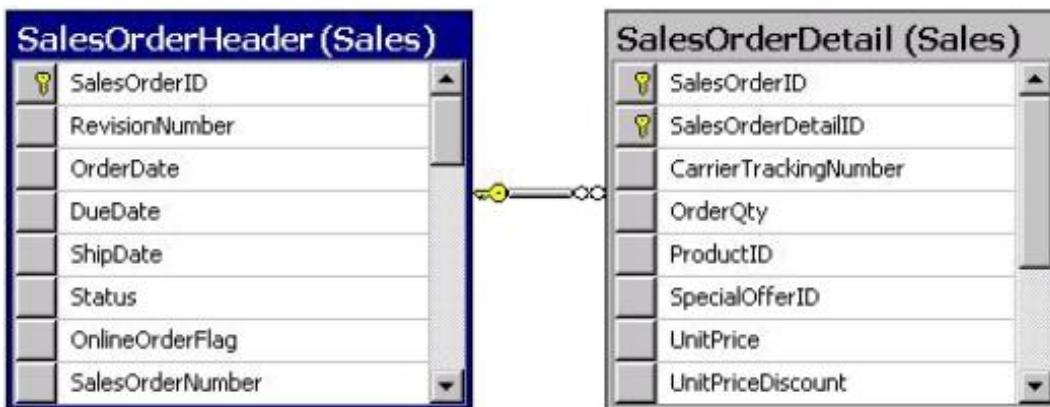 SalesOrderHeader (Sales)
SalesOrderID
RevisionNumber
OrderDate
DueDate
ShipDate
Status
OnlineOrderFlag
SalesOrderNumber
SalesOrderDetail (Sales)
SalesOrderID
SalesOrderDetailID
CarrierTrackingNumber
OrderQty
ProductID
SpecialOfferID
UnitPrice
UnitPriceDiscount